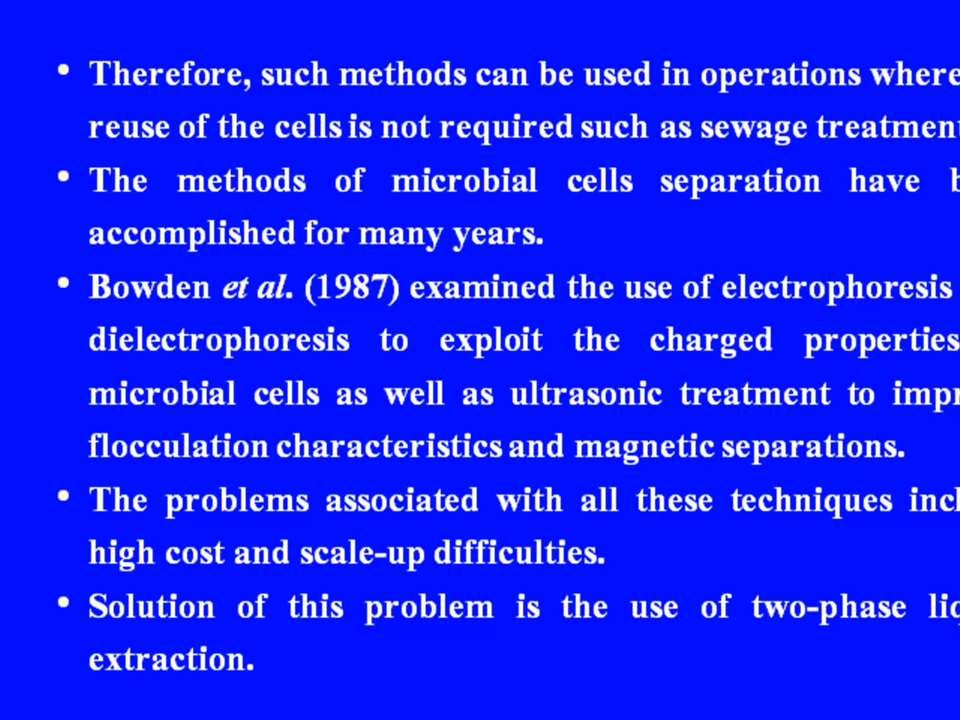 • Therefore, such methods can be used in operations where
reuse of the cells is not required such as sewage treatment
• The methods of microbial cells separation have b
accomplished for many years.
• Bowden et al. (1987) examined the use of electrophoresis
dielectrophoresis to exploit the charged properties
microbial cells as well as ultrasonic treatment to impr
flocculation characteristics and magnetic separations.
• The problems associated with all these techniques incl
high cost and scale-up difficulties.
• Solution of this problem is the use of two-phase liq
extraction.